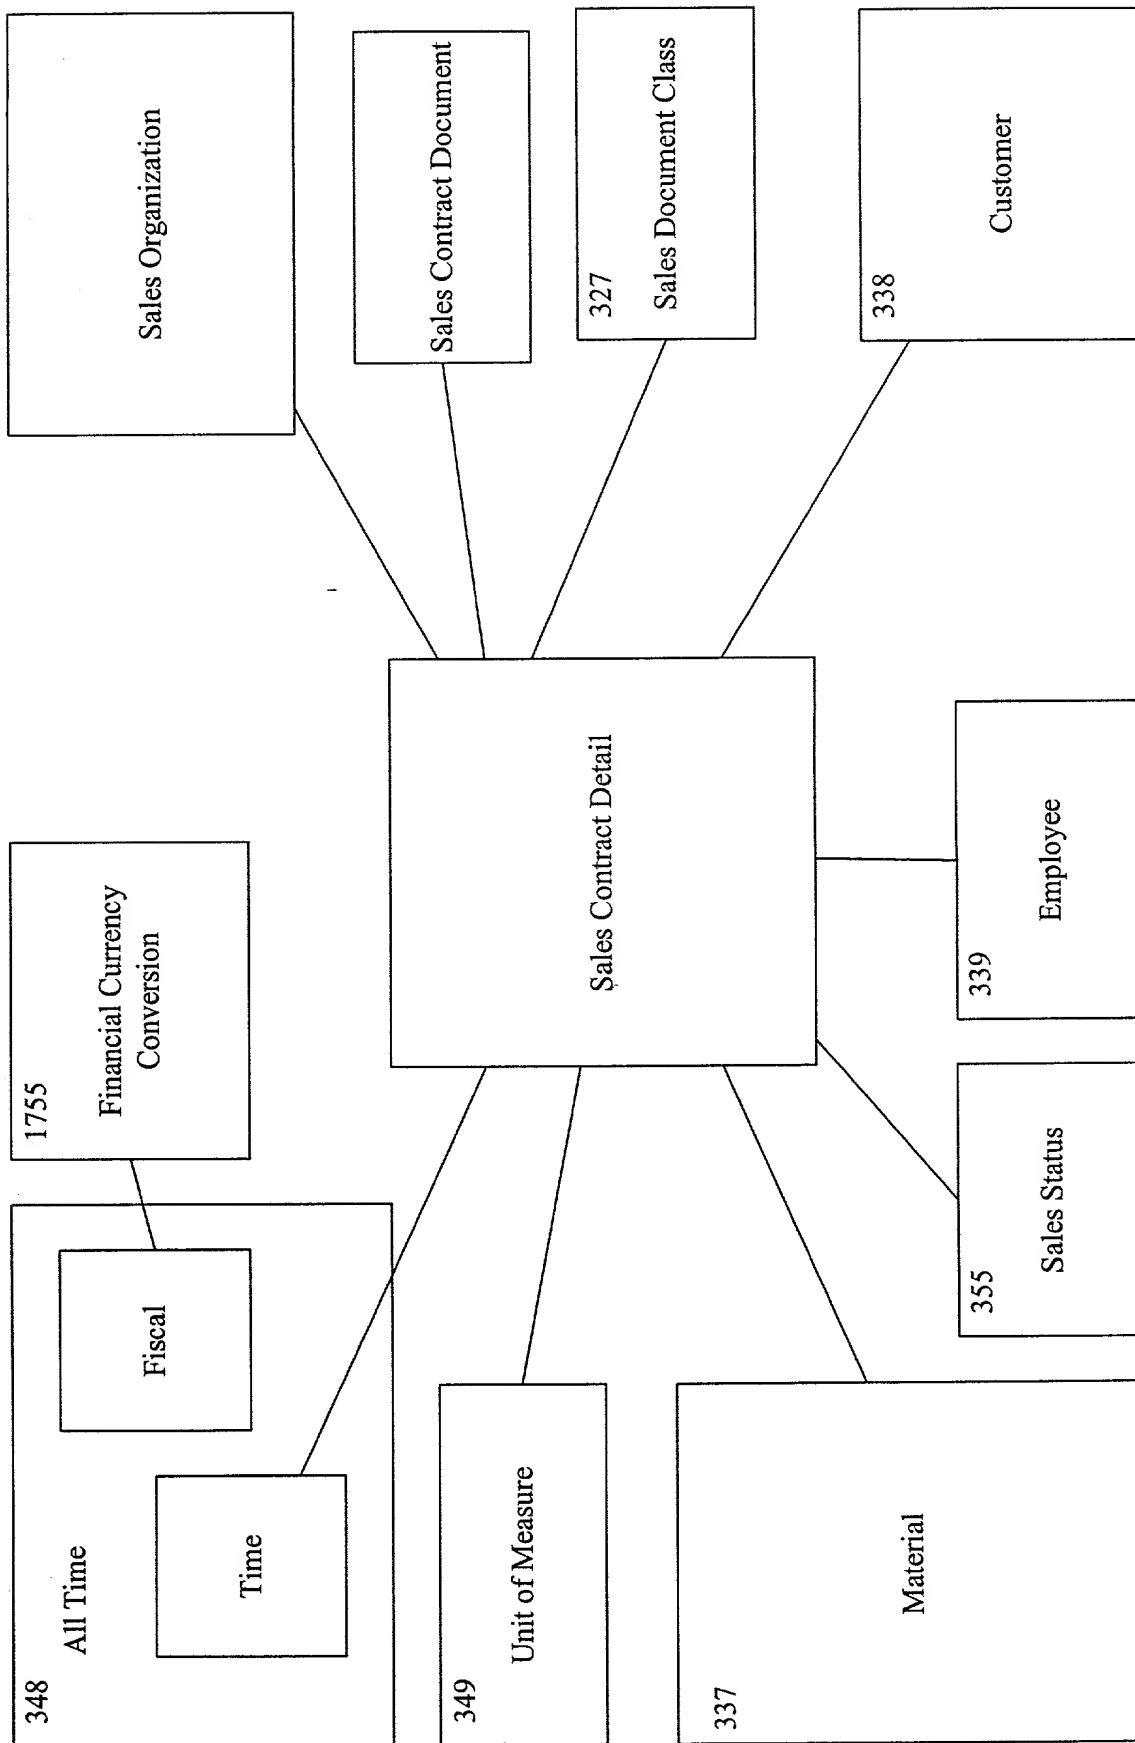 348
All Time
Time
Fiscal
1755
Financial Currency
Conversion
Sales Organization
349
Unit of Measure
Sales Contract Detail
Sales Contract Document
327
Sales Document Class
337
Material
355
Sales Status
339
Employee
338
Customer